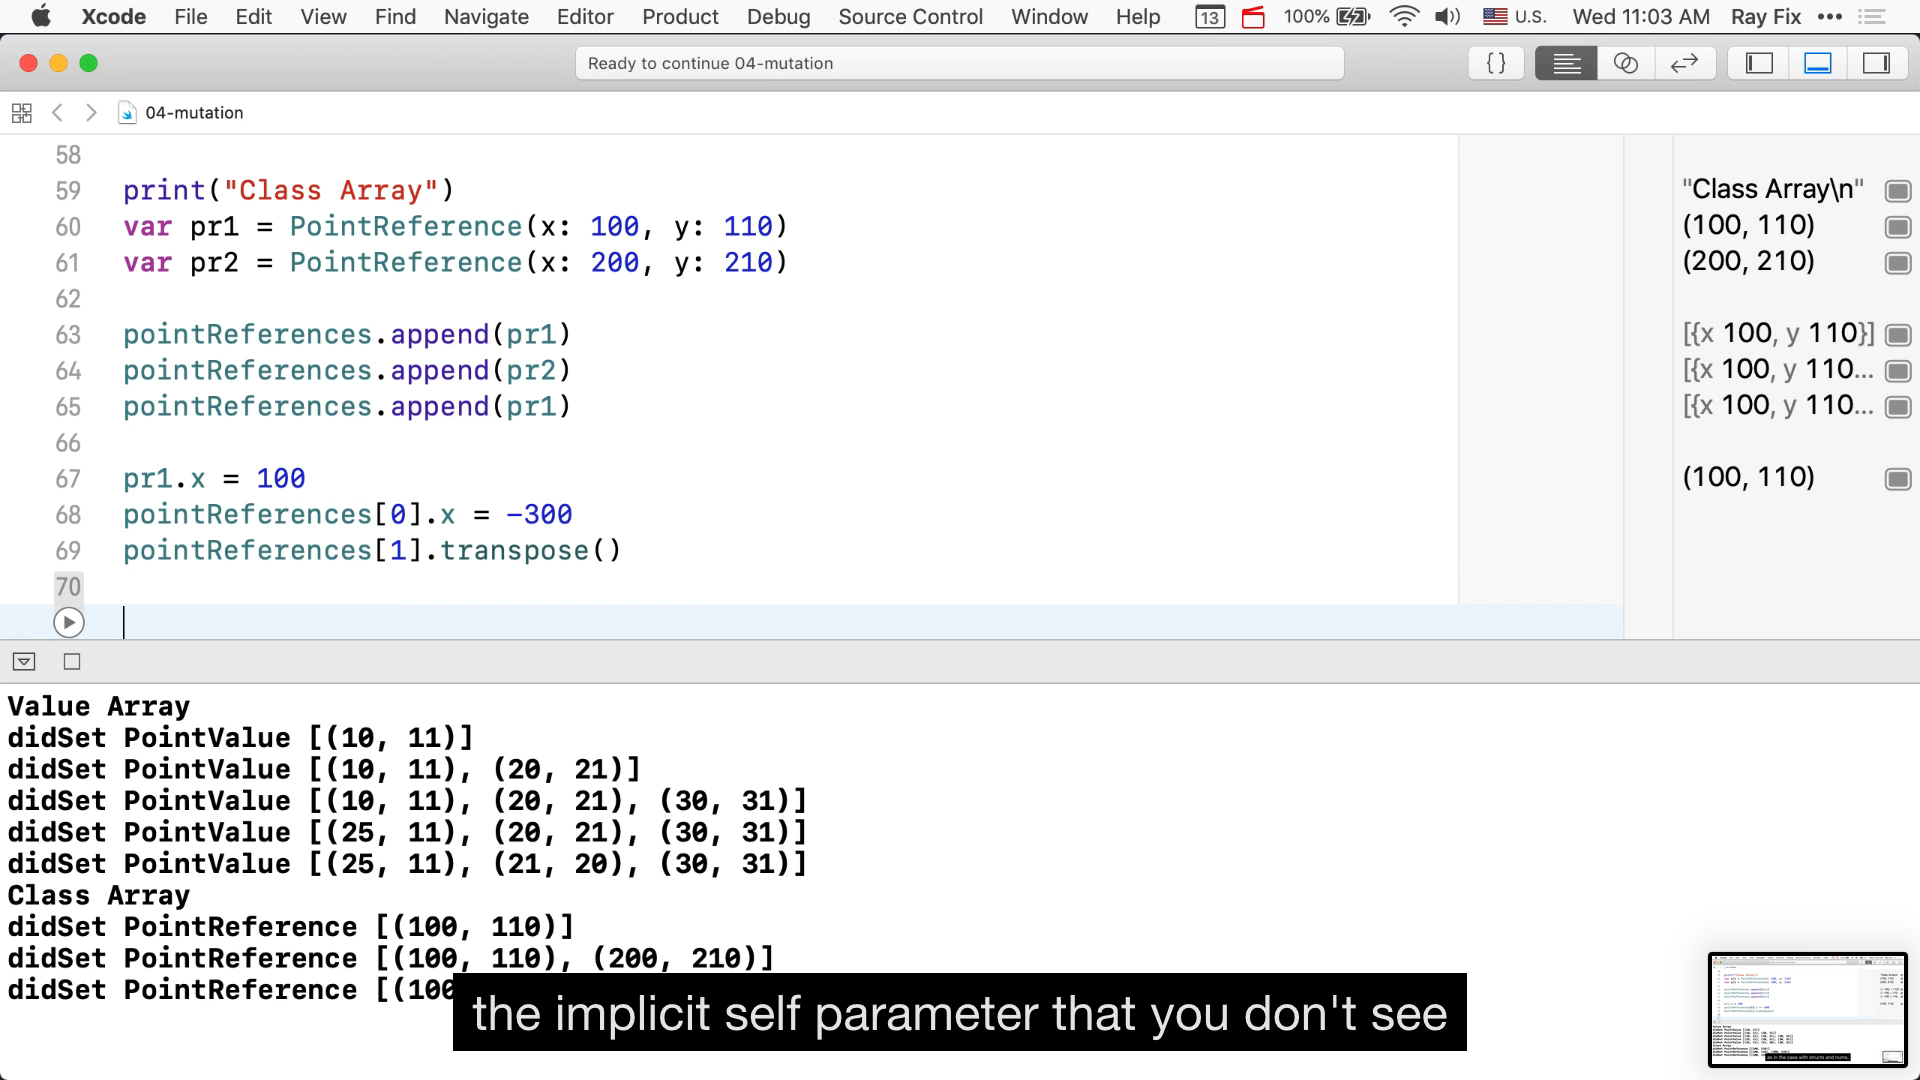 Xcode File Edit View Find Navigate Editor Product Debug Source Control Window Help 13 100% U.S. Wed 11:03 AM Ray Fix
Ready to continue 04-mutation
{}
04-mutation
58
59 print("Class Array") "Class Array\n"
60 var pr1 = PointReference(x: 100, y: 110) (100, 110)
61 var pr2 = PointReference(x: 200, y: 210) (200, 210)
62
63 pointReferences.append(pr1) [{x 100, y 110}]
64 pointReferences.append(pr2) [{x 100, y 110...
65 pointReferences.append(pr1) [{x 100, y 110...
66
67 pr1.x = 100 (100, 110)
68 pointReferences[0].x = -300
69 pointReferences[1].transpose()
70
Value Array
didSet PointValue [(10, 11)]
didSet PointValue [(10, 11), (20, 21)]
didSet PointValue [(10, 11), (20, 21), (30, 31)]
didSet PointValue [(25, 11), (20, 21), (30, 31)]
didSet PointValue [(25, 11), (21, 20), (30, 31)]
Class Array
didSet PointReference [(100, 110)]
didSet PointReference [(100, 110), (200, 210)]
didSet PointReference [(100
the implicit self parameter that you don't see